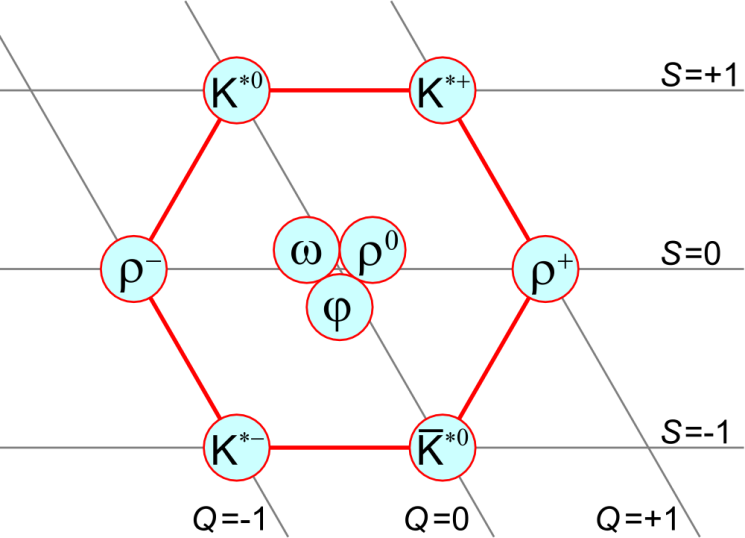 S=+1
K*⁰ K*⁺
ω ρ⁰
S=0
ρ⁻ φ ρ⁺
S=-1
K*⁻ K̅*⁰
Q=-1 Q=0 Q=+1